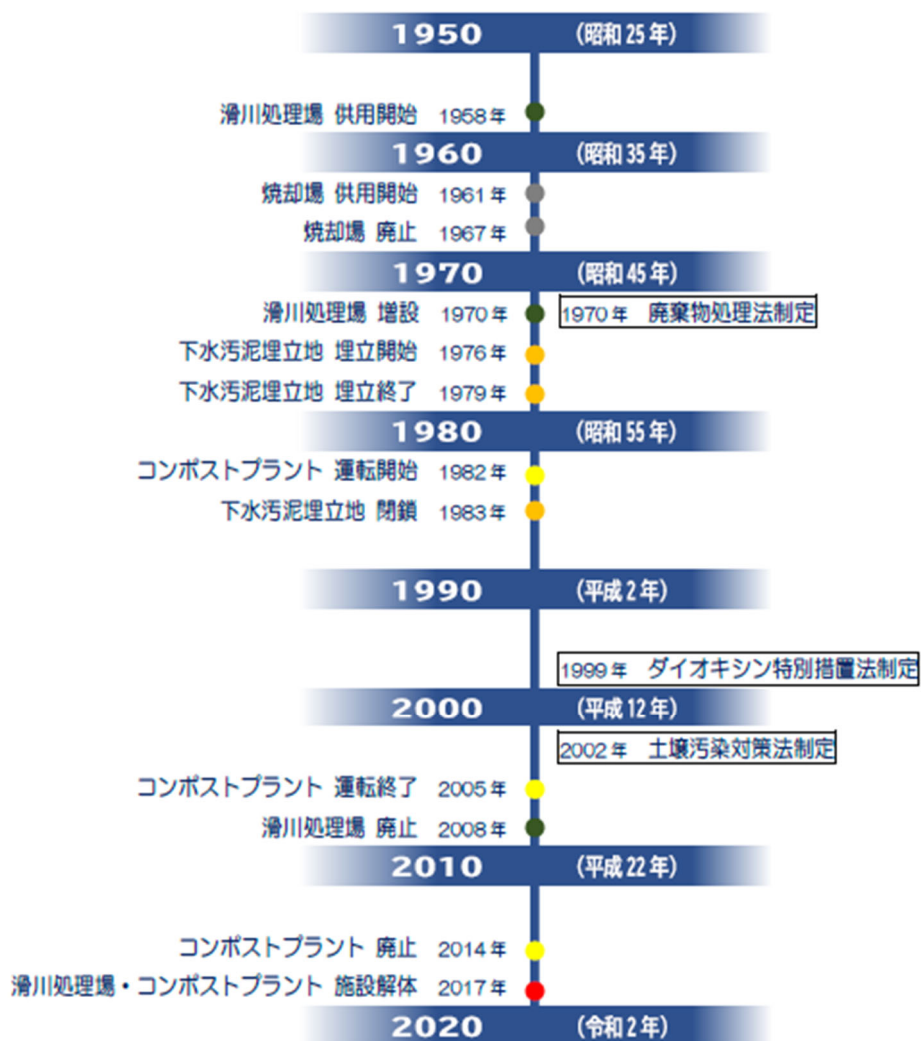 1950 (昭和25年)
滑川処理場 供用開始 1958年
1960 (昭和35年)
焼却場 供用開始 1961年
焼却場 廃止 1967年
1970 (昭和45年)
滑川処理場 増設 1970年 1970年 廃棄物処理法制定
下水汚泥埋立地 埋立開始 1976年
下水汚泥埋立地 埋立終了 1979年
1980 (昭和55年)
コンポストプラント 運転開始 1982年
下水汚泥埋立地 閉鎖 1983年
1990 (平成2年)
1999年 ダイオキシン特別措置法制定
2000 (平成12年)
2002年 土壌汚染対策法制定
コンポストプラント 運転終了 2005年
滑川処理場 廃止 2008年
2010 (平成22年)
コンポストプラント 廃止 2014年
滑川処理場・コンポストプラント 施設解体 2017年
2020 (令和2年)